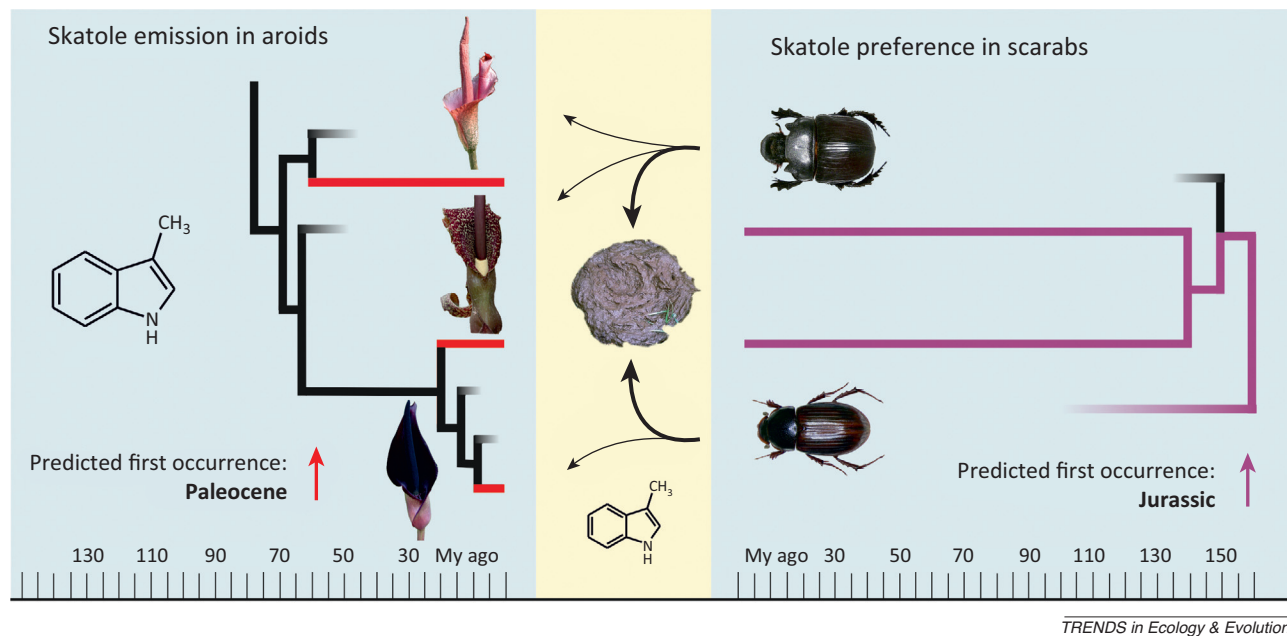 Skatole emission in aroids
Skatole preference in scarabs
CH3
N
H
Predicted first occurrence:
Paleocene
CH3
N
H
Predicted first occurrence:
Jurassic
130 110 90 70 50 30 My ago
My ago 30 50 70 90 110 130 150
TRENDS in Ecology & Evolution